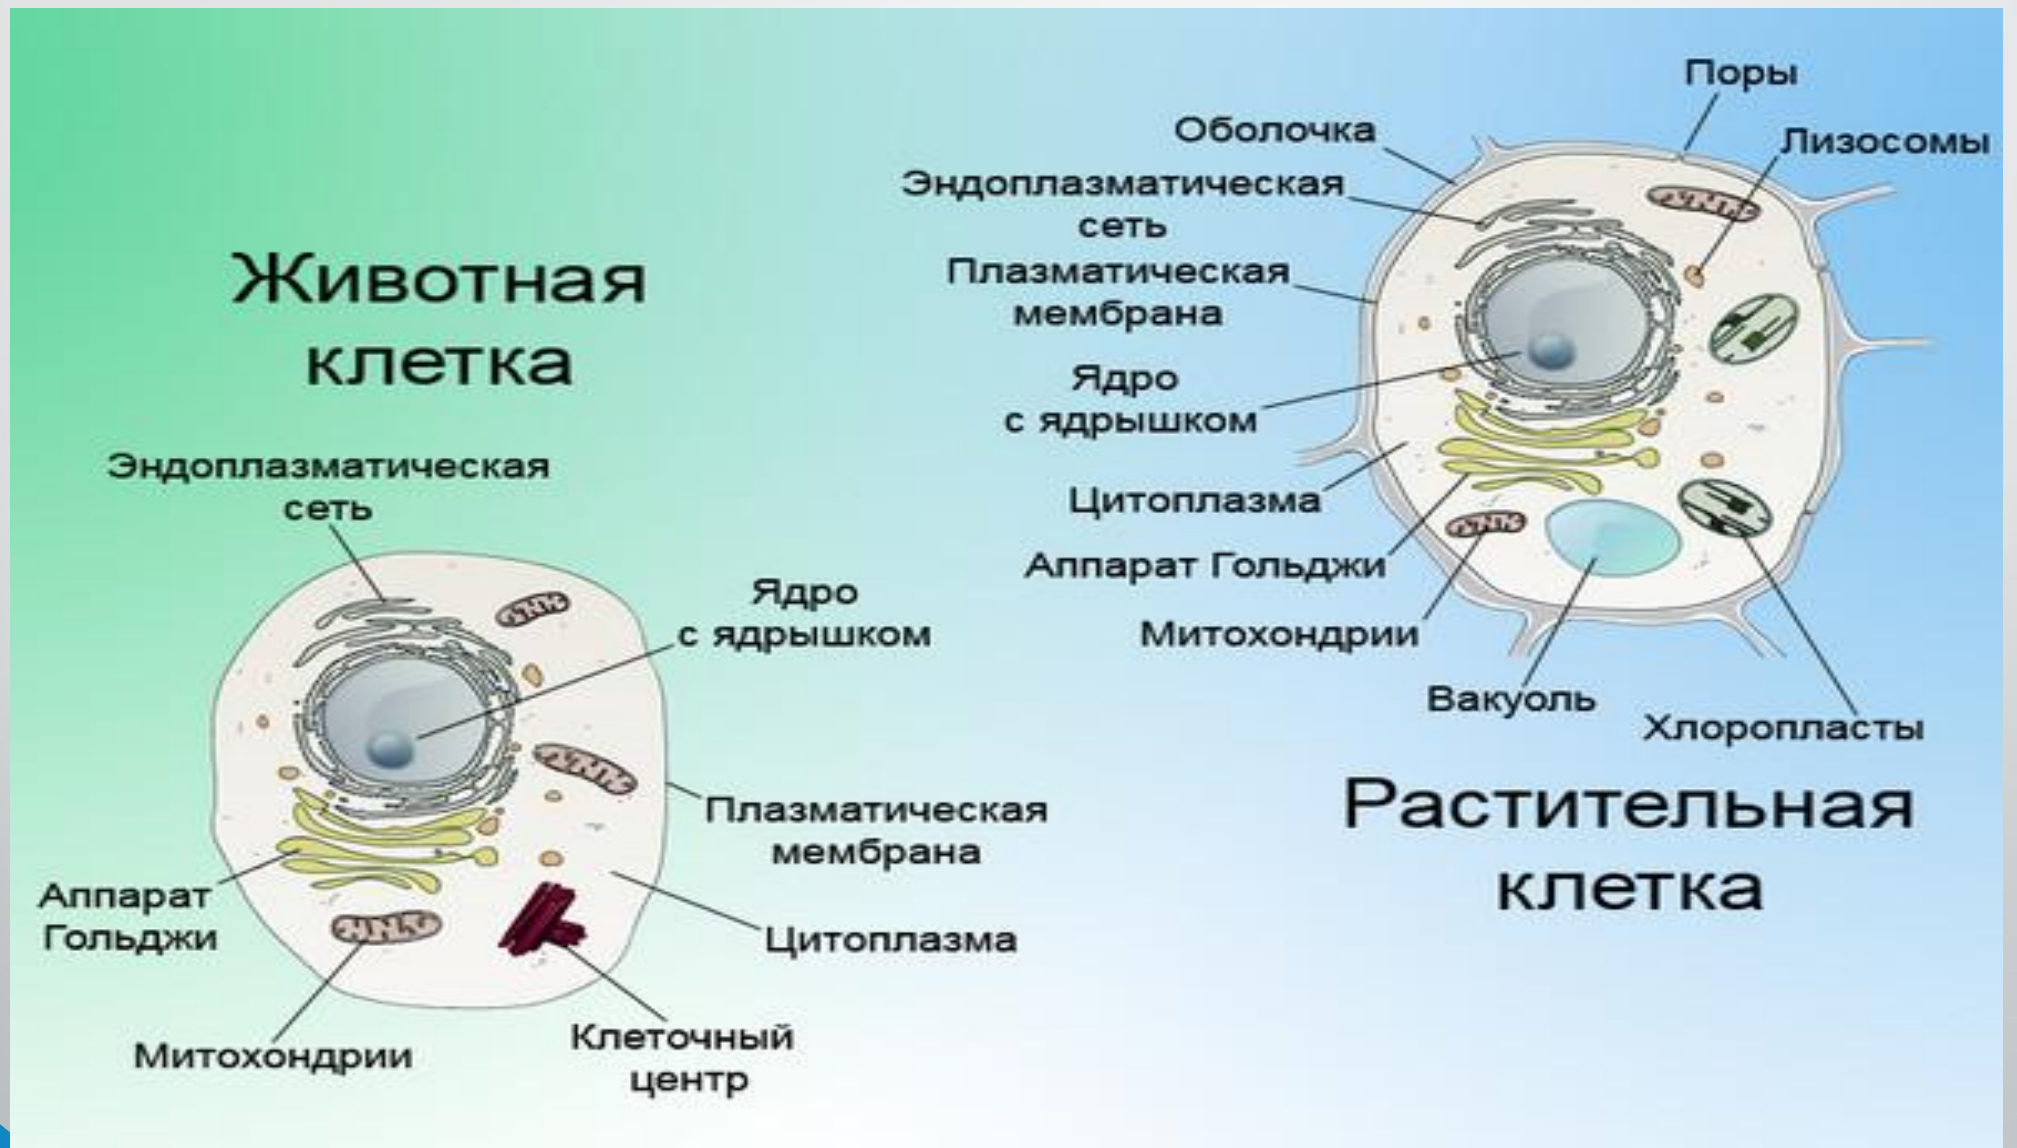 Животная
клетка
Эндоплазматическая
сеть
Ядро
с ядрышком
Плазматическая
мембрана
Цитоплазма
Клеточный
центр
Митохондрии
Аппарат
Гольджи
Поры
Лизосомы
Оболочка
Эндоплазматическая
сеть
Плазматическая
мембрана
Ядро
с ядрышком
Цитоплазма
Аппарат Гольджи
Митохондрии
Вакуоль
Хлоропласты
Растительная
клетка